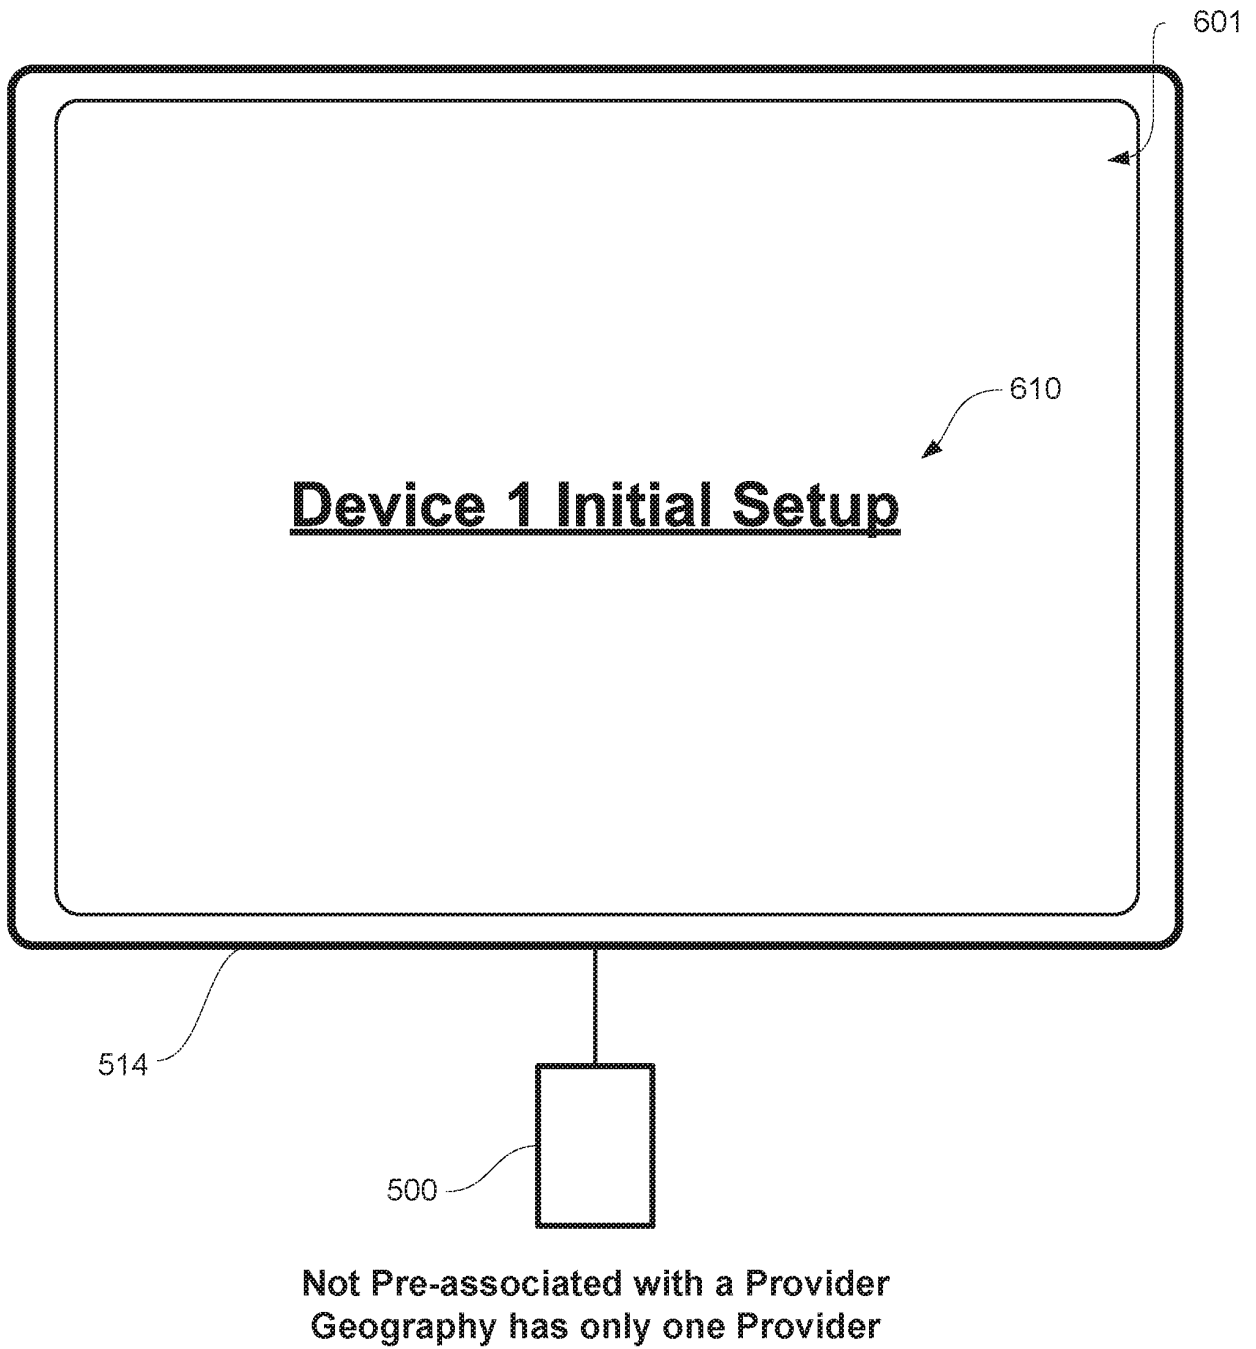 601
610
Device 1 Initial Setup
514
500
Not Pre-associated with a Provider
Geography has only one Provider